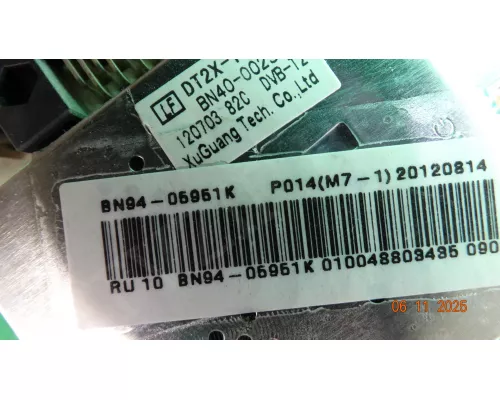 LF DT2X-
BN40-002
120703 82C DVB-T2
XuGuang Tech. Co.,Ltd
BN94-05951K P014(M7-1)20120814
RU 10 BN94-05951K 010048803435 090
06 11 2025